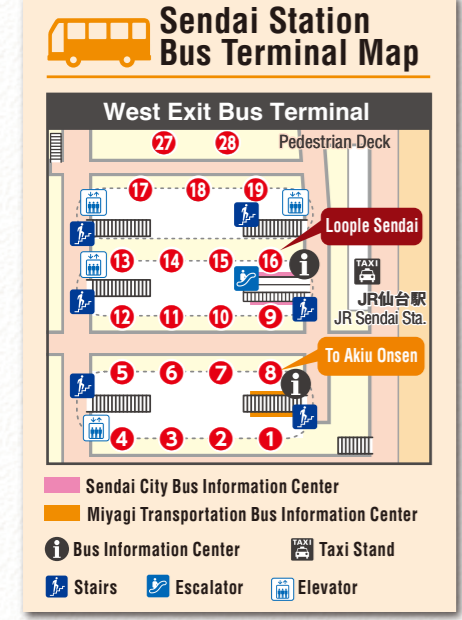 Sendai Station
Bus Terminal Map
West Exit Bus Terminal
27 28 Pedestrian Deck
17 18 19
Loople Sendai
13 14 15 16 TAXI
JR仙台駅
12 11 10 9 JR Sendai Sta.
To Akiu Onsen
5 6 7 8
4 3 2 1
Sendai City Bus Information Center
Miyagi Transportation Bus Information Center
Bus Information Center TAXI Taxi Stand
Stairs Escalator Elevator